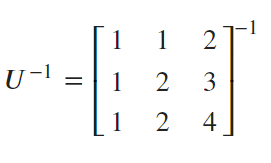 U⁻¹ = [1 1 2; 1 2 3; 1 2 4]⁻¹